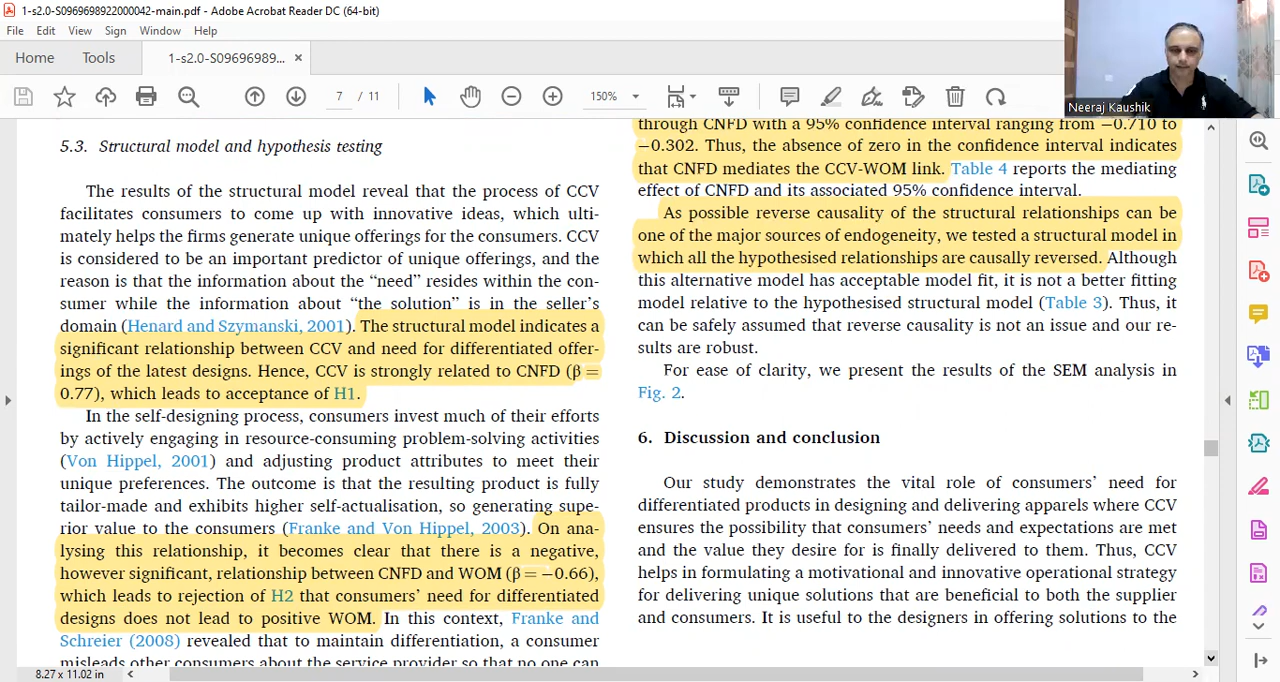 1-s2.0-S0969698922000042-main.pdf - Adobe Acrobat Reader DC (64-bit)
File Edit View Sign Window Help
Home Tools 1-s2.0-S09696989... ×
7 / 11 150%
Neeraj Kaushik
5.3. Structural model and hypothesis testing
The results of the structural model reveal that the process of CCV
facilitates consumers to come up with innovative ideas, which ulti-
mately helps the firms generate unique offerings for the consumers. CCV
is considered to be an important predictor of unique offerings, and the
reason is that the information about the “need” resides within the con-
sumer while the information about “the solution” is in the seller’s
domain (Henard and Szymanski, 2001). The structural model indicates a
significant relationship between CCV and need for differentiated offer-
ings of the latest designs. Hence, CCV is strongly related to CNFD (β =
0.77), which leads to acceptance of H1.
In the self-designing process, consumers invest much of their efforts
by actively engaging in resource-consuming problem-solving activities
(Von Hippel, 2001) and adjusting product attributes to meet their
unique preferences. The outcome is that the resulting product is fully
tailor-made and exhibits higher self-actualisation, so generating supe-
rior value to the consumers (Franke and Von Hippel, 2003). On ana-
lysing this relationship, it becomes clear that there is a negative,
however significant, relationship between CNFD and WOM (β = −0.66),
which leads to rejection of H2 that consumers’ need for differentiated
designs does not lead to positive WOM. In this context, Franke and
Schreier (2008) revealed that to maintain differentiation, a consumer
misleads other consumers about the service provider so that no one can
through CNFD with a 95% confidence interval ranging from −0.710 to
−0.302. Thus, the absence of zero in the confidence interval indicates
that CNFD mediates the CCV-WOM link. Table 4 reports the mediating
effect of CNFD and its associated 95% confidence interval.
As possible reverse causality of the structural relationships can be
one of the major sources of endogeneity, we tested a structural model in
which all the hypothesised relationships are causally reversed. Although
this alternative model has acceptable model fit, it is not a better fitting
model relative to the hypothesised structural model (Table 3). Thus, it
can be safely assumed that reverse causality is not an issue and our re-
sults are robust.
For ease of clarity, we present the results of the SEM analysis in
Fig. 2.
6. Discussion and conclusion
Our study demonstrates the vital role of consumers’ need for
differentiated products in designing and delivering apparels where CCV
ensures the possibility that consumers’ needs and expectations are met
and the value they desire for is finally delivered to them. Thus, CCV
helps in formulating a motivational and innovative operational strategy
for delivering unique solutions that are beneficial to both the supplier
and consumers. It is useful to the designers in offering solutions to the
8.27 x 11.02 in